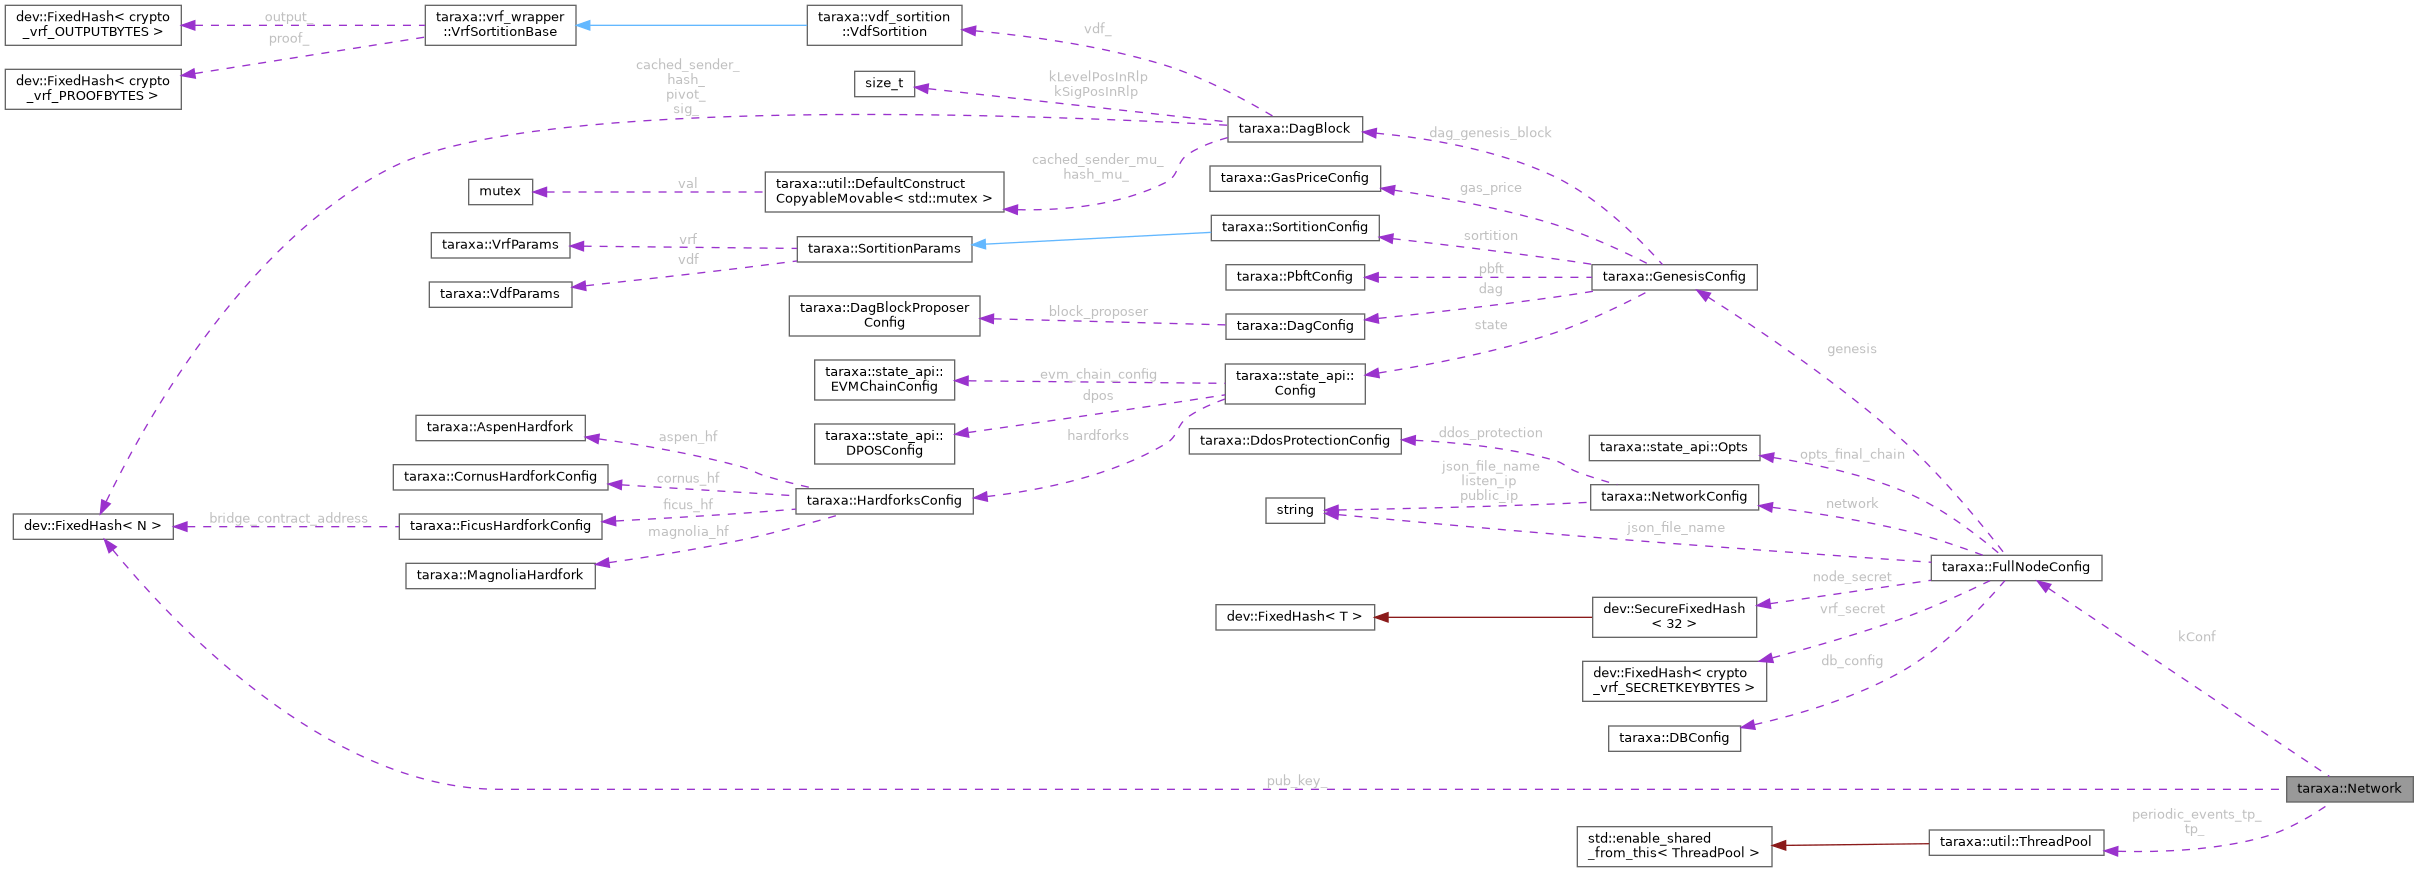 dev::FixedHash< crypto
_vrf_OUTPUTBYTES >
output_
proof_
taraxa::vrf_wrapper
::VrfSortitionBase
taraxa::vdf_sortition
::VdfSortition
vdf_
dev::FixedHash< crypto
_vrf_PROOFBYTES >
cached_sender_
hash_
pivot_
sig_
size_t
kLevelPosInRlp
kSigPosInRlp
taraxa::DagBlock
dag_genesis_block
cached_sender_mu_
hash_mu_
mutex
val
taraxa::util::DefaultConstruct
CopyableMovable< std::mutex >
taraxa::GasPriceConfig
gas_price
taraxa::VrfParams
vrf
vdf
taraxa::SortitionParams
taraxa::SortitionConfig
sortition
taraxa::VdfParams
taraxa::PbftConfig
pbft
dag
taraxa::GenesisConfig
taraxa::DagBlockProposer
Config
block_proposer
taraxa::DagConfig
state
genesis
taraxa::state_api::
EVMChainConfig
evm_chain_config
dpos
taraxa::state_api::
Config
taraxa::state_api::
DPOSConfig
hardforks
taraxa::AspenHardfork
aspen_hf
taraxa::CornusHardforkConfig
cornus_hf
ficus_hf
magnolia_hf
taraxa::HardforksConfig
dev::FixedHash< N >
bridge_contract_address
taraxa::FicusHardforkConfig
taraxa::MagnoliaHardfork
taraxa::DdosProtectionConfig
ddos_protection
json_file_name
listen_ip
public_ip
string
taraxa::state_api::Opts
opts_final_chain
taraxa::NetworkConfig
network
json_file_name
taraxa::FullNodeConfig
node_secret
vrf_secret
db_config
dev::FixedHash< T >
dev::SecureFixedHash
< 32 >
dev::FixedHash< crypto
_vrf_SECRETKEYBYTES >
taraxa::DBConfig
kConf
pub_key_
taraxa::Network
periodic_events_tp_
tp_
std::enable_shared
_from_this< ThreadPool >
taraxa::util::ThreadPool